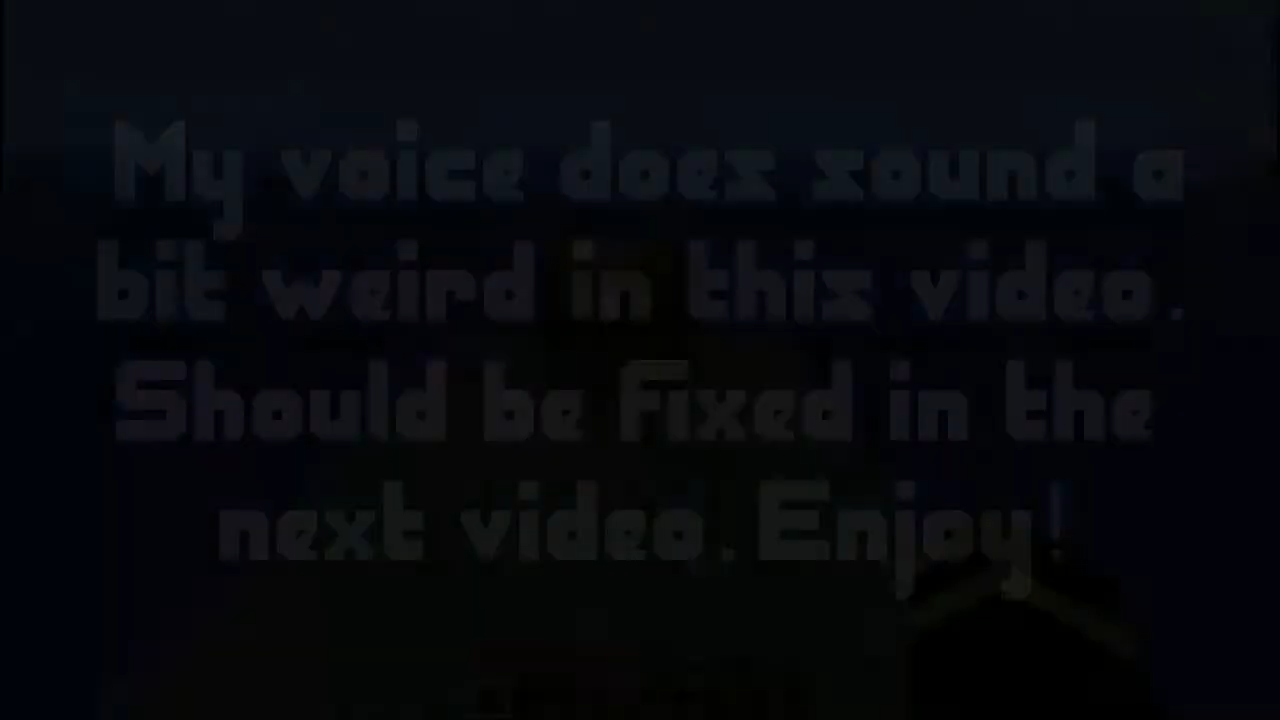 My voice does sound a
bit weird in this video.
Should be fixed in the
next video. Enjoy!